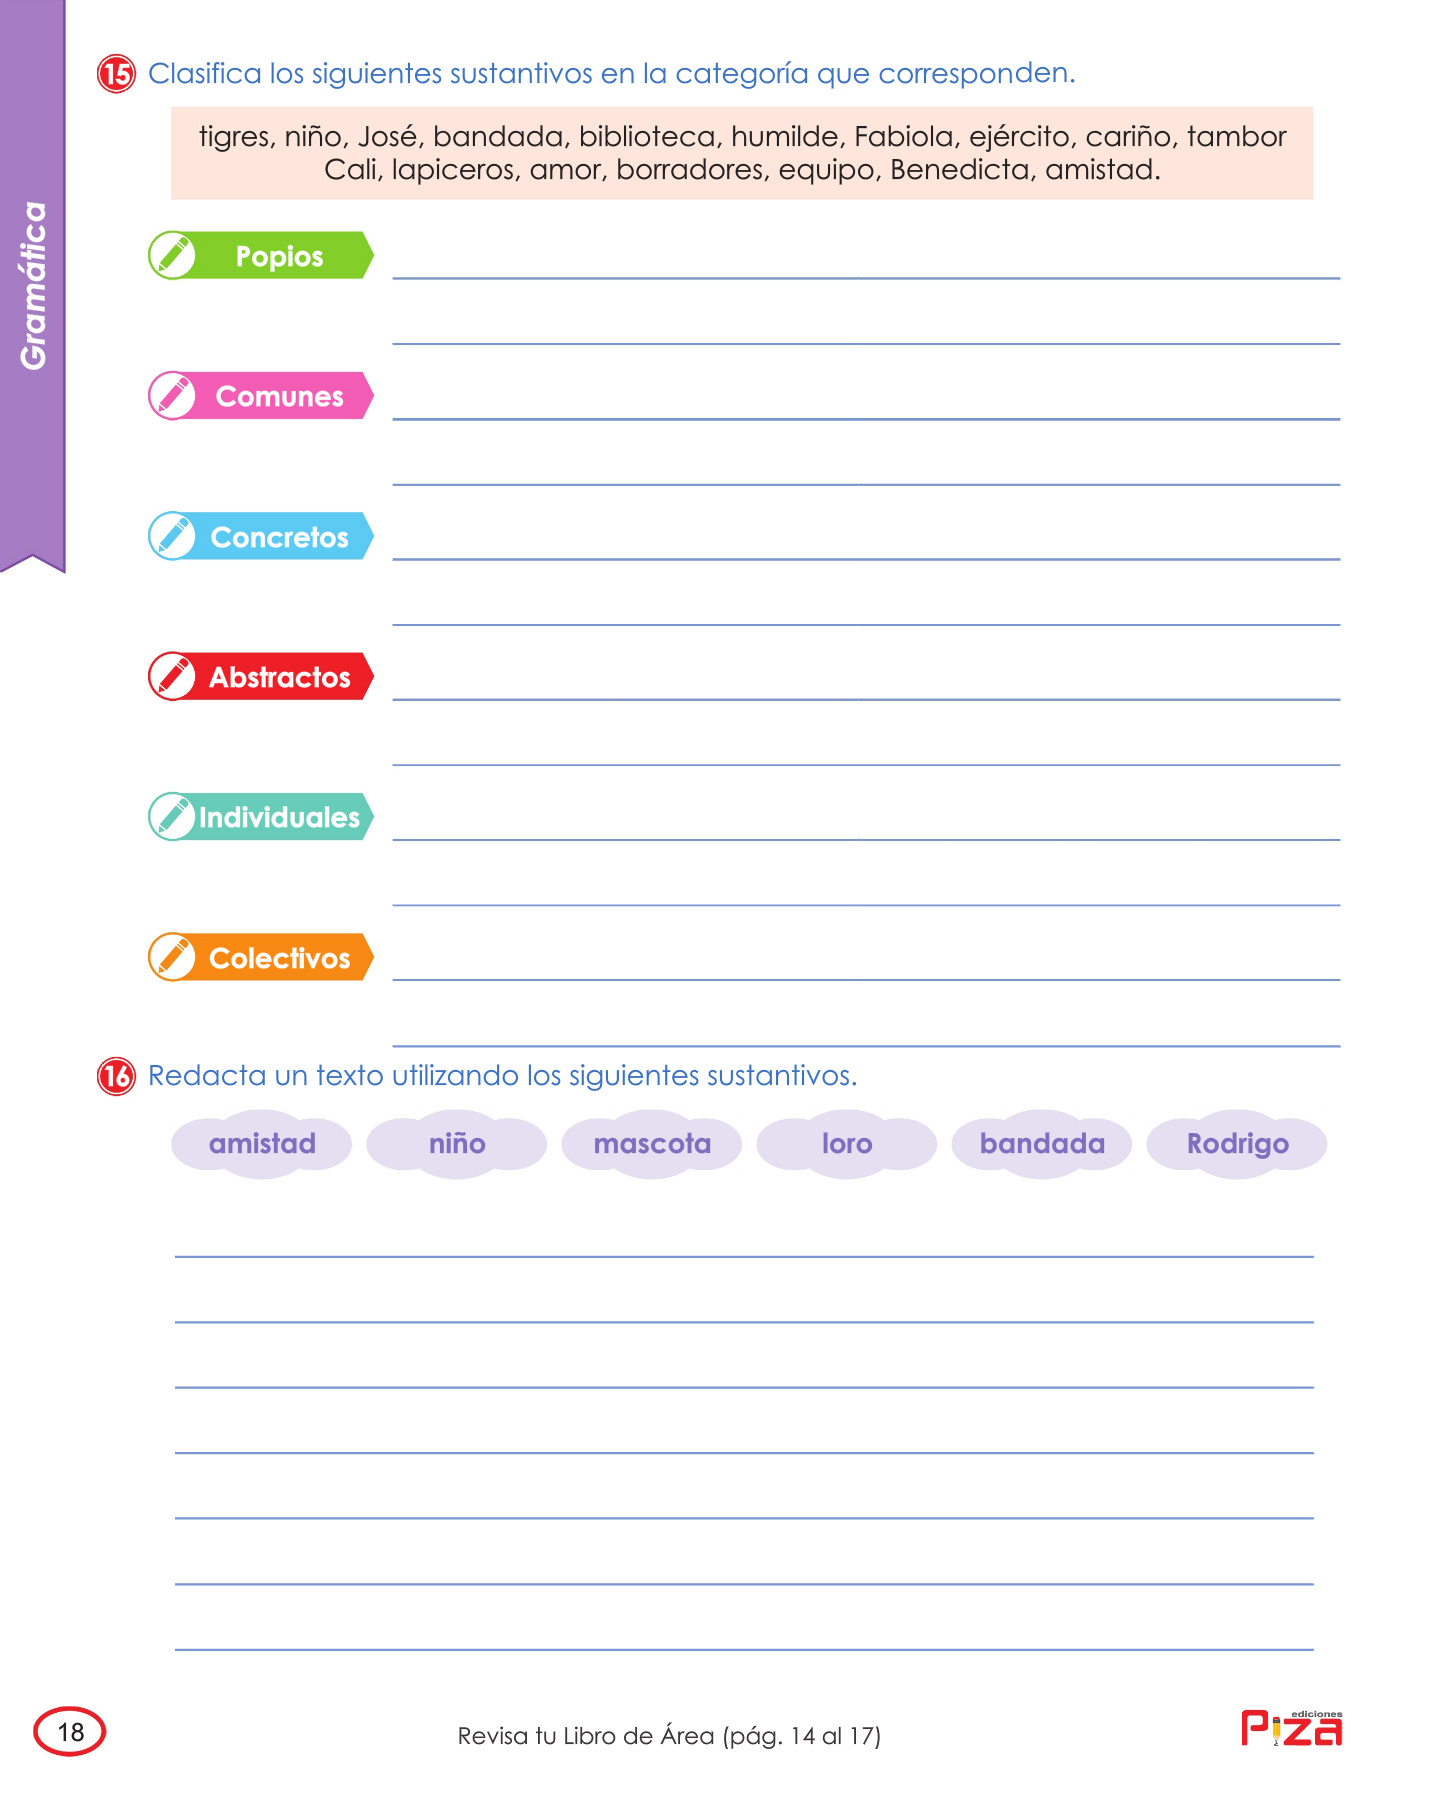 Gramática
15 Clasifica los siguientes sustantivos en la categoría que corresponden.
tigres, niño, José, bandada, biblioteca, humilde, Fabiola, ejército, cariño, tambor
Cali, lapiceros, amor, borradores, equipo, Benedicta, amistad.
Popios
Comunes
Concretos
Abstractos
Individuales
Colectivos
16 Redacta un texto utilizando los siguientes sustantivos.
amistad niño mascota loro bandada Rodrigo
18
Revisa tu Libro de Área (pág. 14 al 17)
ediciones
Piza